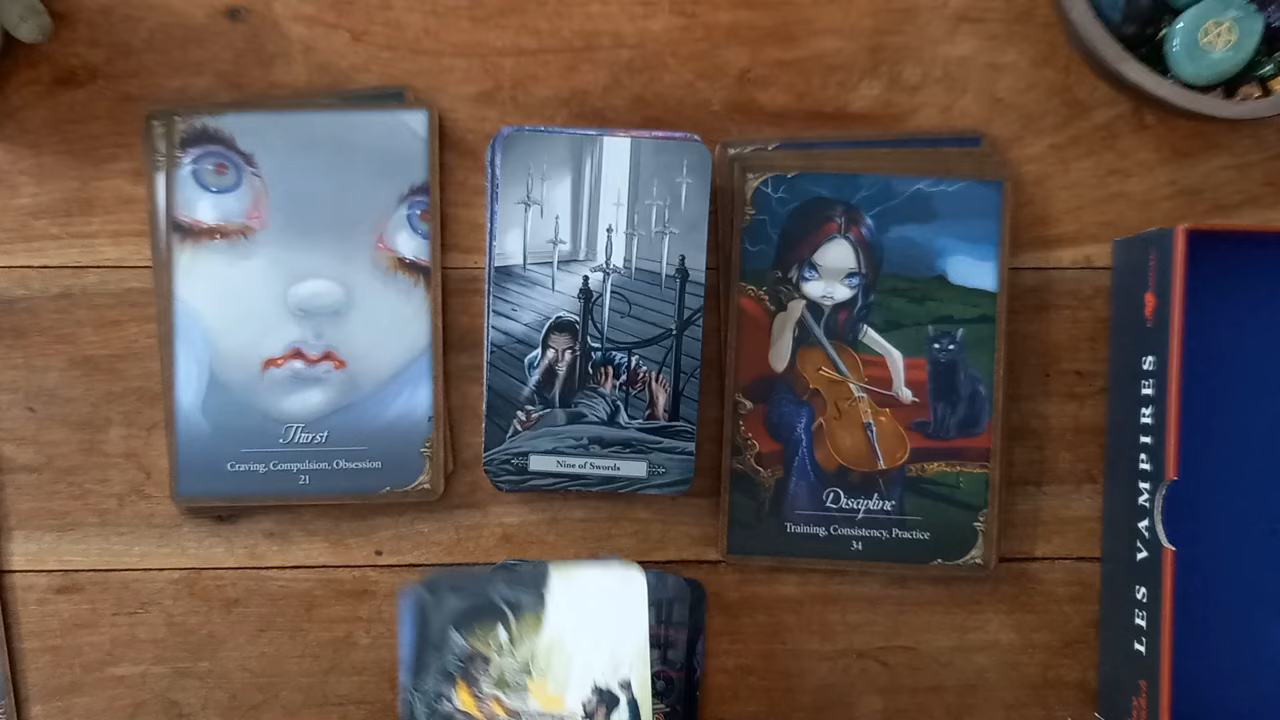 Thirst
Craving, Compulsion, Obsession
21
Nine of Swords
Discipline
Training, Consistency, Practice
34
LES VAMPIRES